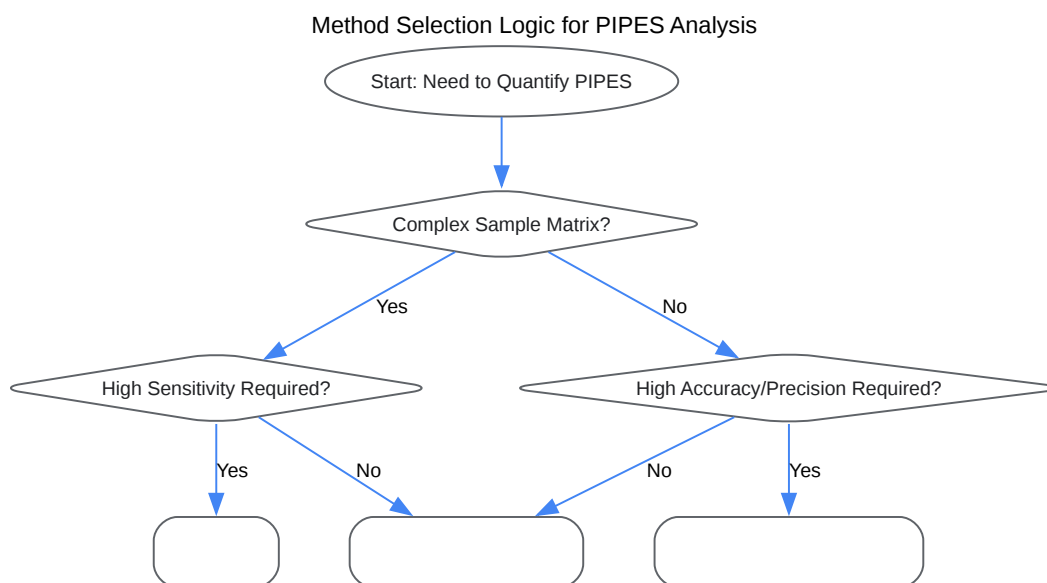 Method Selection Logic for PIPES Analysis
Start: Need to Quantify PIPES
Complex Sample Matrix?
Yes
No
High Sensitivity Required?
High Accuracy/Precision Required?
Yes
No
No
Yes